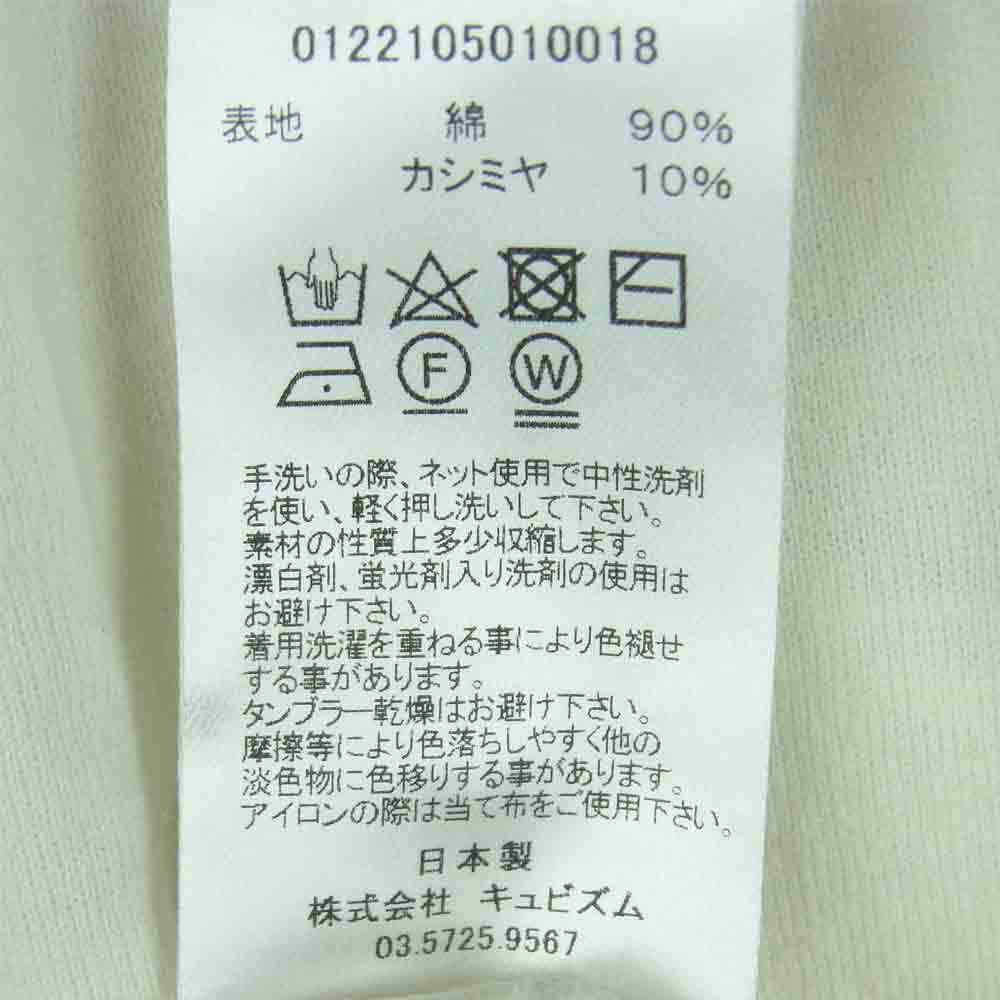 0122105010018
表地 綿 90%
カシミヤ 10%
F W
手洗いの際、ネット使用で中性洗剤
を使い、軽く押し洗いして下さい。
素材の性質上多少収縮します。
漂白剤、蛍光剤入り洗剤の使用は
お避け下さい。
着用洗濯を重ねる事により色褪せ
する事があります。
タンブラー乾燥はお避け下さい。
摩擦等により色落ちしやすく他の
淡色物に色移りする事があります。
アイロンの際は当て布をご使用下さい。
日本製
株式会社 キュビズム
03.5725.9567